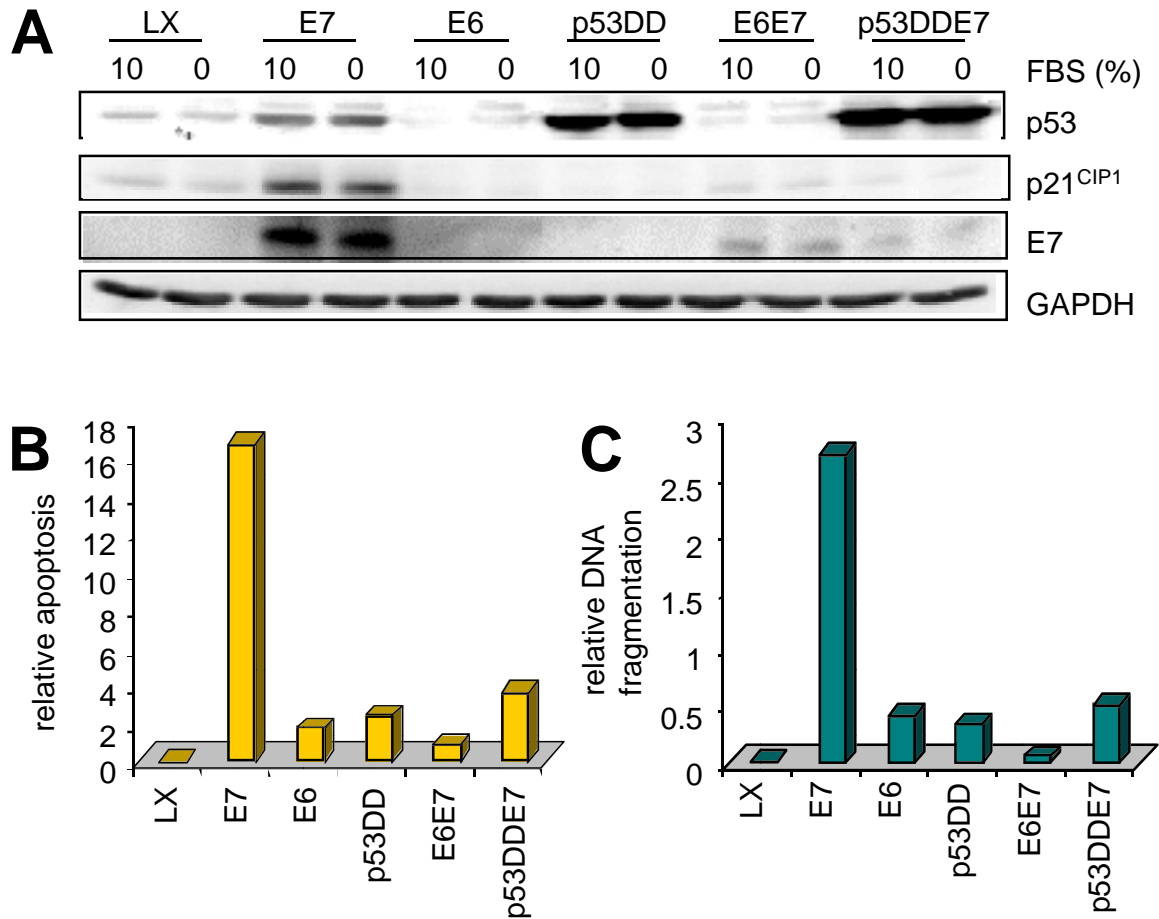 A
LX E7 E6 p53DD E6E7 p53DDE7
10 0 10 0 10 0 10 0 10 0 10 0 FBS (%)
p53
p21CIP1
E7
GAPDH
B
relative apoptosis
18
16
14
12
10
8
6
4
2
0
LX E7 E6 p53DD E6E7 p53DDE7
C
relative DNA
fragmentation
3
2.5
2
1.5
1
0.5
0
LX E7 E6 p53DD E6E7 p53DDE7